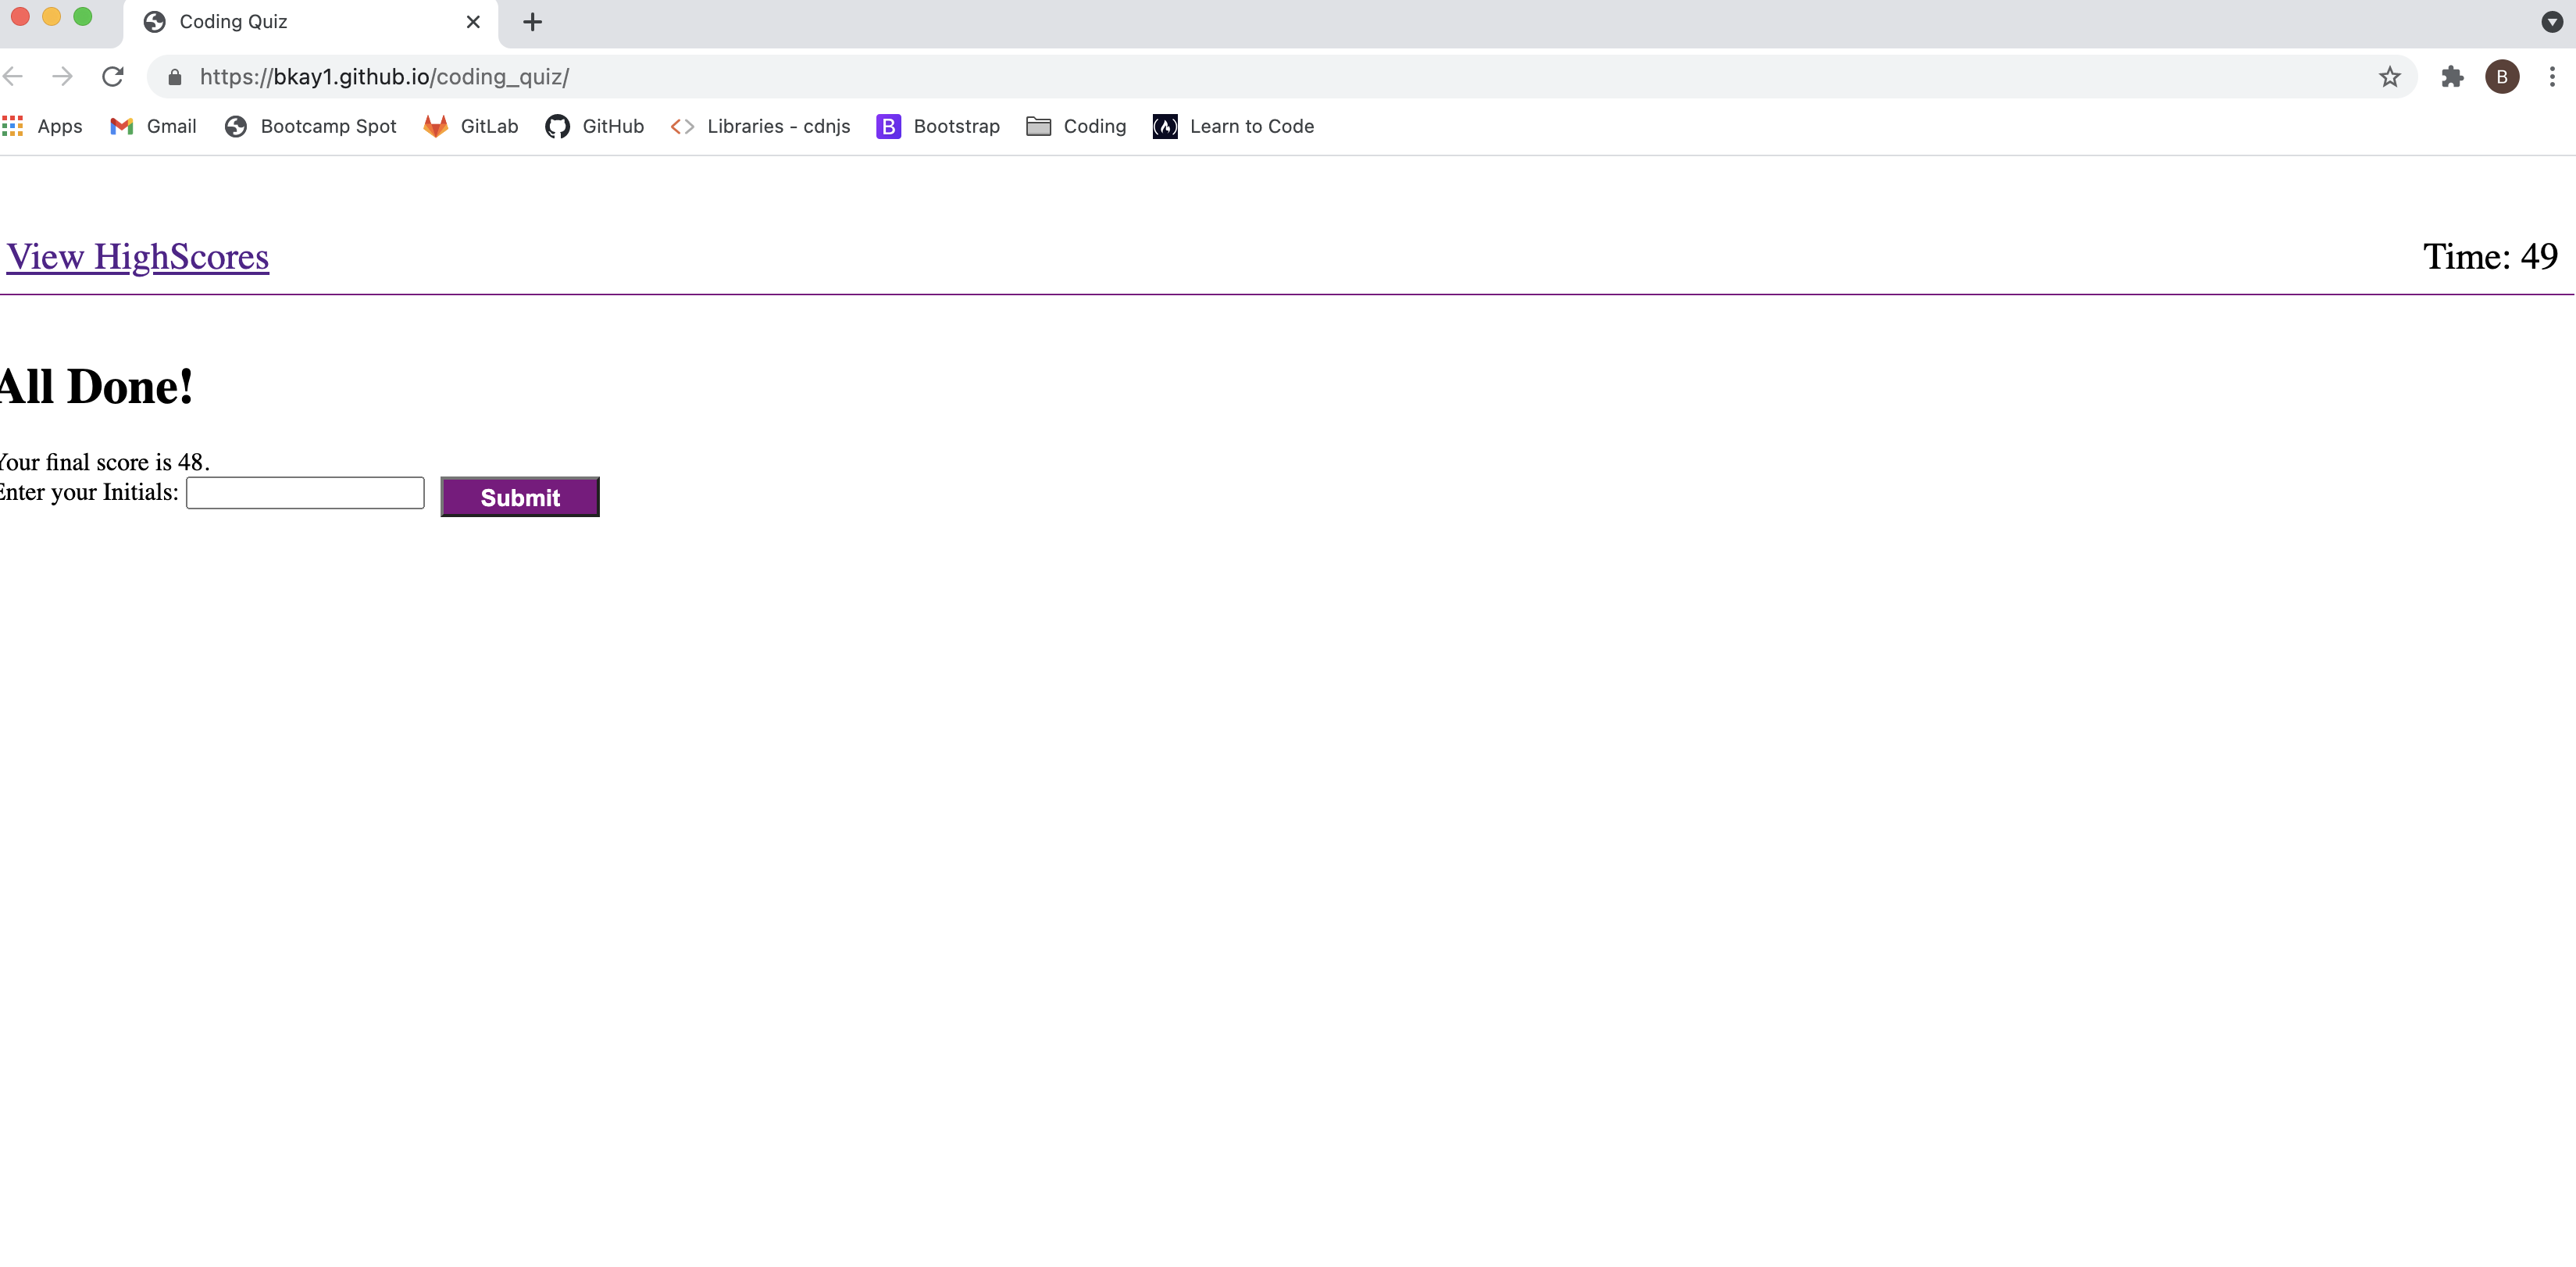 Coding Quiz
https://bkay1.github.io/coding_quiz/
B
Apps Gmail Bootcamp Spot GitLab GitHub Libraries - cdnjs B Bootstrap Coding Learn to Code
View HighScores Time: 49
All Done!
Your final score is 48.
Enter your Initials: Submit